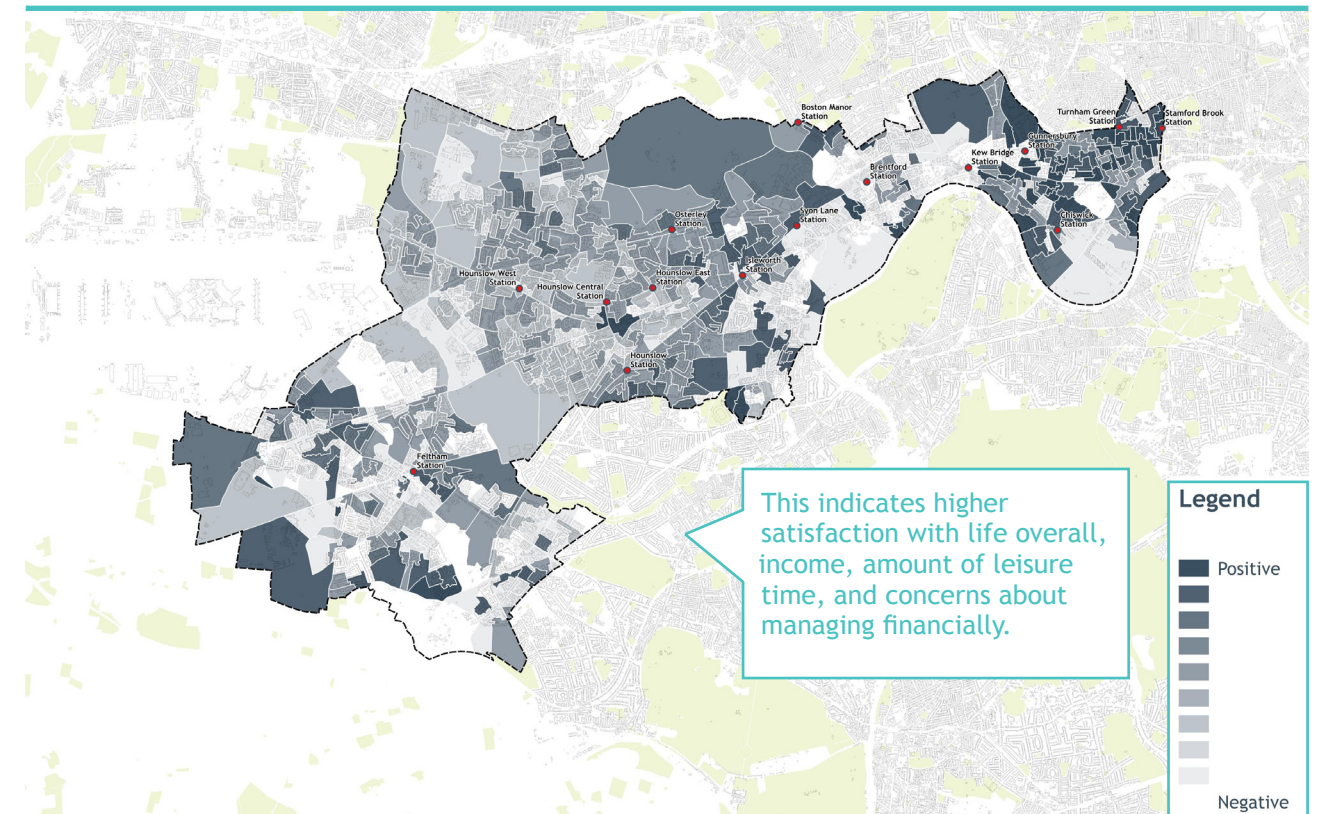 Boston Manor
Station
Turnham Green
Station
Stamford Brook
Station
Gunnersbury
Station
Kew Bridge
Station
Brentford
Station
Chiswick
Station
Syon Lane
Station
Osterley
Station
Isleworth
Station
Hounslow West
Station
Hounslow East
Station
Hounslow Central
Station
Hounslow
Station
Feltham
Station
This indicates higher
satisfaction with life overall,
income, amount of leisure
time, and concerns about
managing financially.
Legend
Positive
Negative